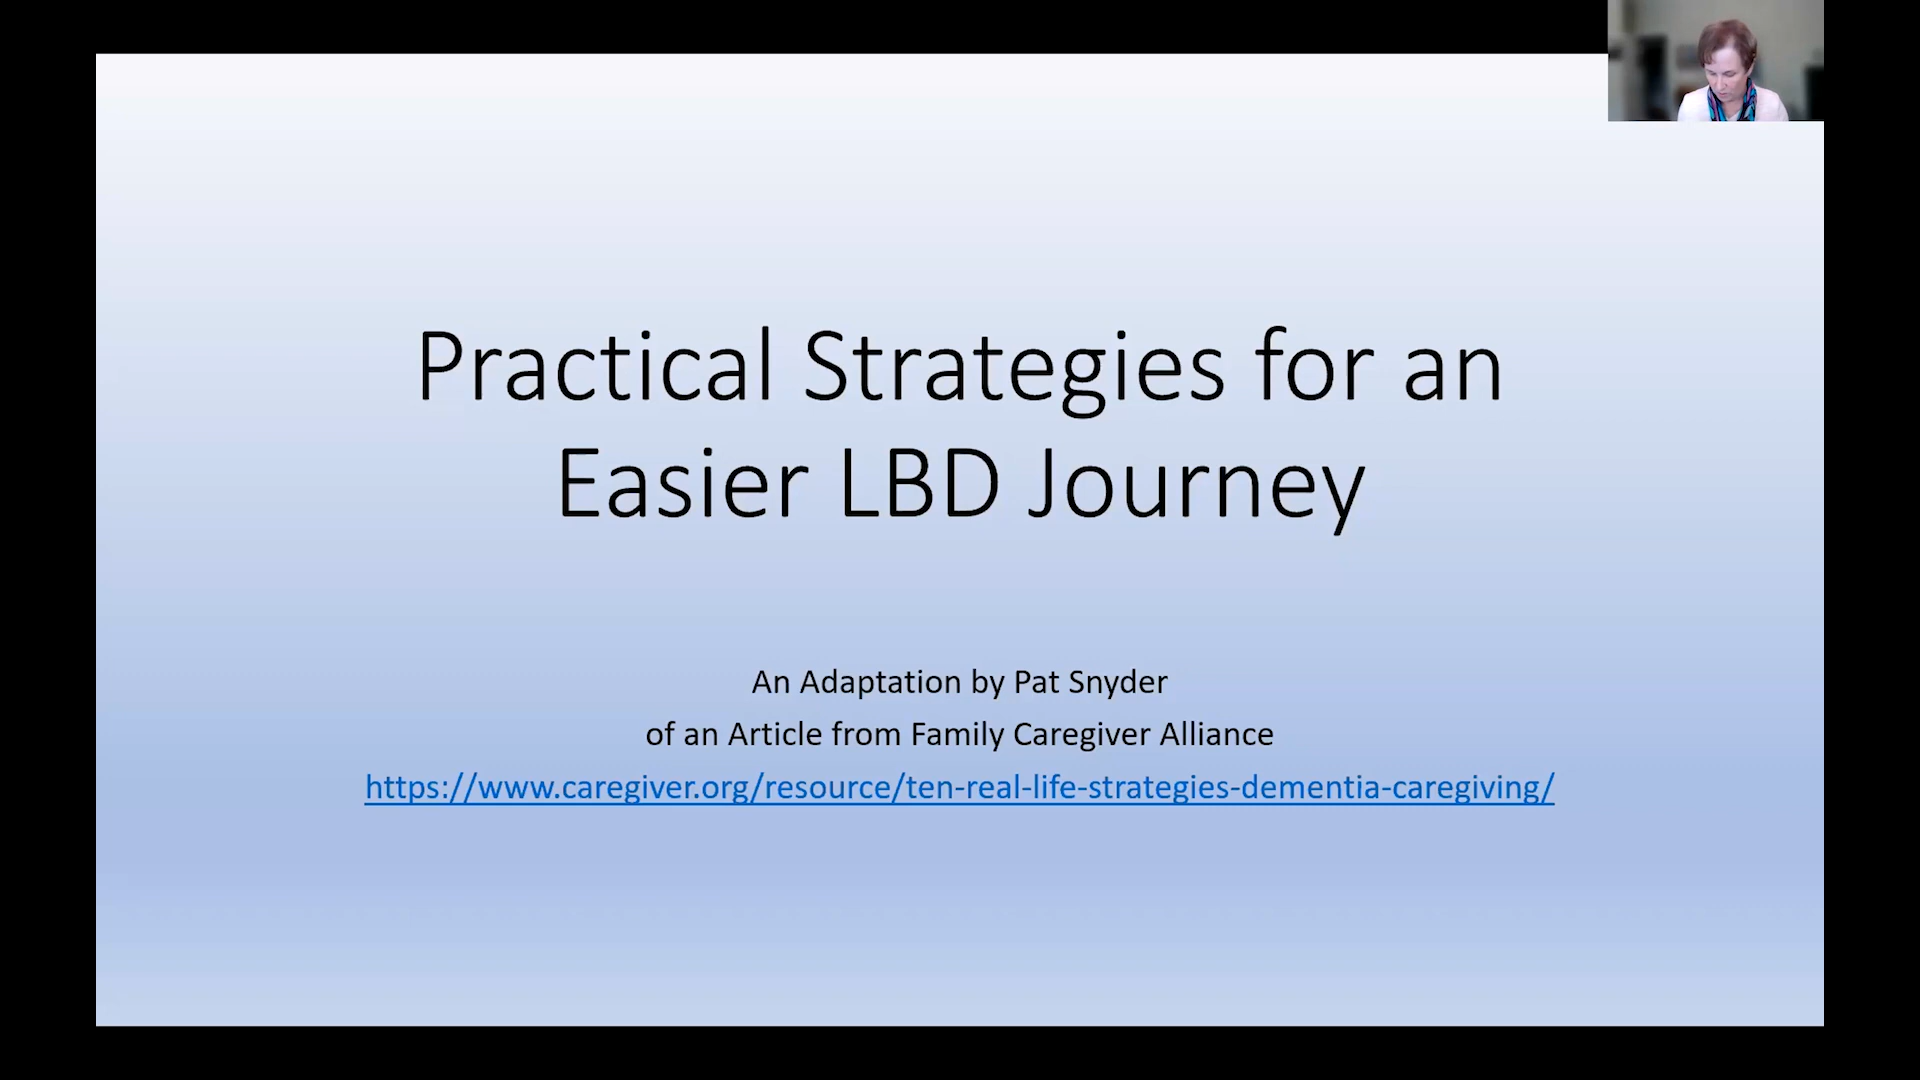 Practical Strategies for an
Easier LBD Journey
An Adaptation by Pat Snyder
of an Article from Family Caregiver Alliance
https://www.caregiver.org/resource/ten-real-life-strategies-dementia-caregiving/